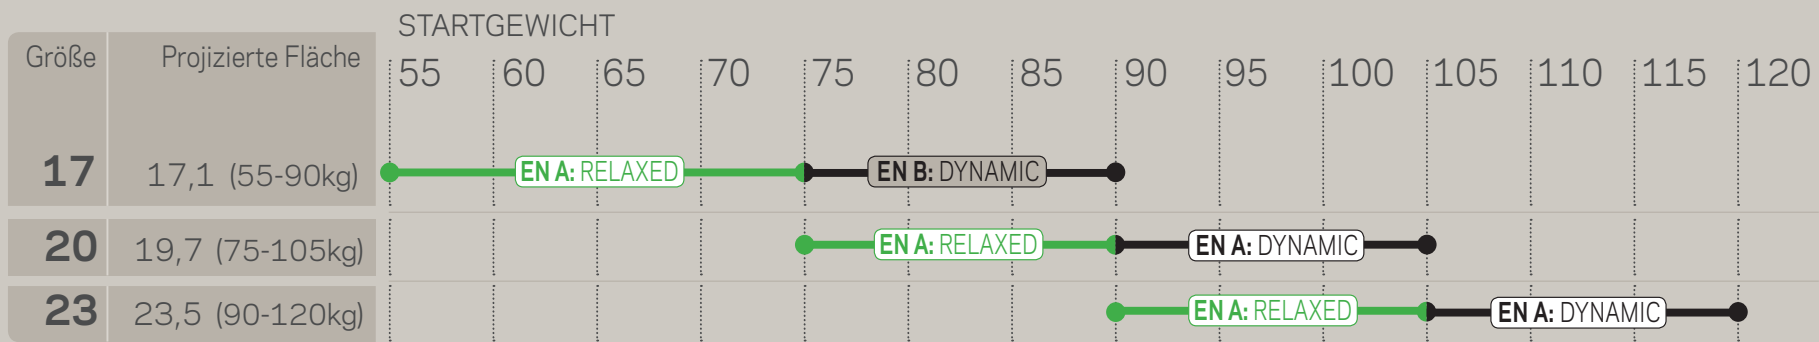 STARTGEWICHT
Größe Projizierte Fläche 55 60 65 70 75 80 85 90 95 100 105 110 115 120
17 17,1 (55-90kg) EN A: RELAXED EN B: DYNAMIC
20 19,7 (75-105kg) EN A: RELAXED EN A: DYNAMIC
23 23,5 (90-120kg) EN A: RELAXED EN A: DYNAMIC